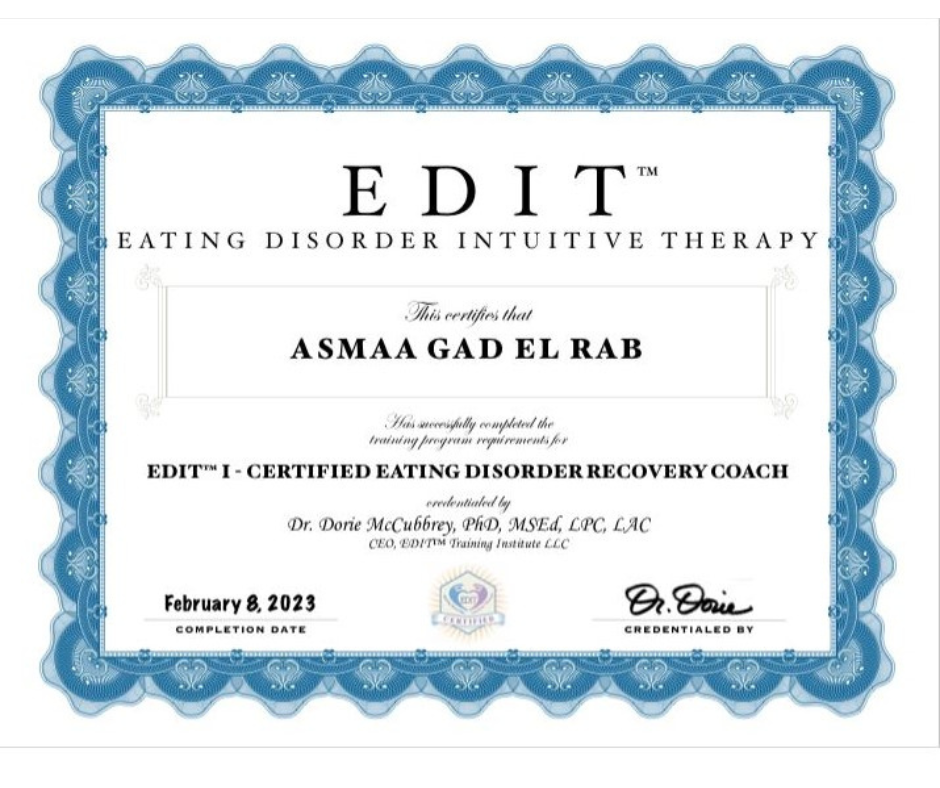 EDIT™
EATING DISORDER INTUITIVE THERAPY
This certifies that
ASMAA GAD EL RAB
Has successfully completed the
training program requirements for
EDIT™ I - CERTIFIED EATING DISORDER RECOVERY COACH
credentialed by
Dr. Dorie McCubbrey, PhD, MSEd, LPC, LAC
CEO, EDIT™ Training Institute LLC
February 8, 2023
COMPLETION DATE
EDIT
CERTIFIED
Dr. Dorie
CREDENTIALED BY